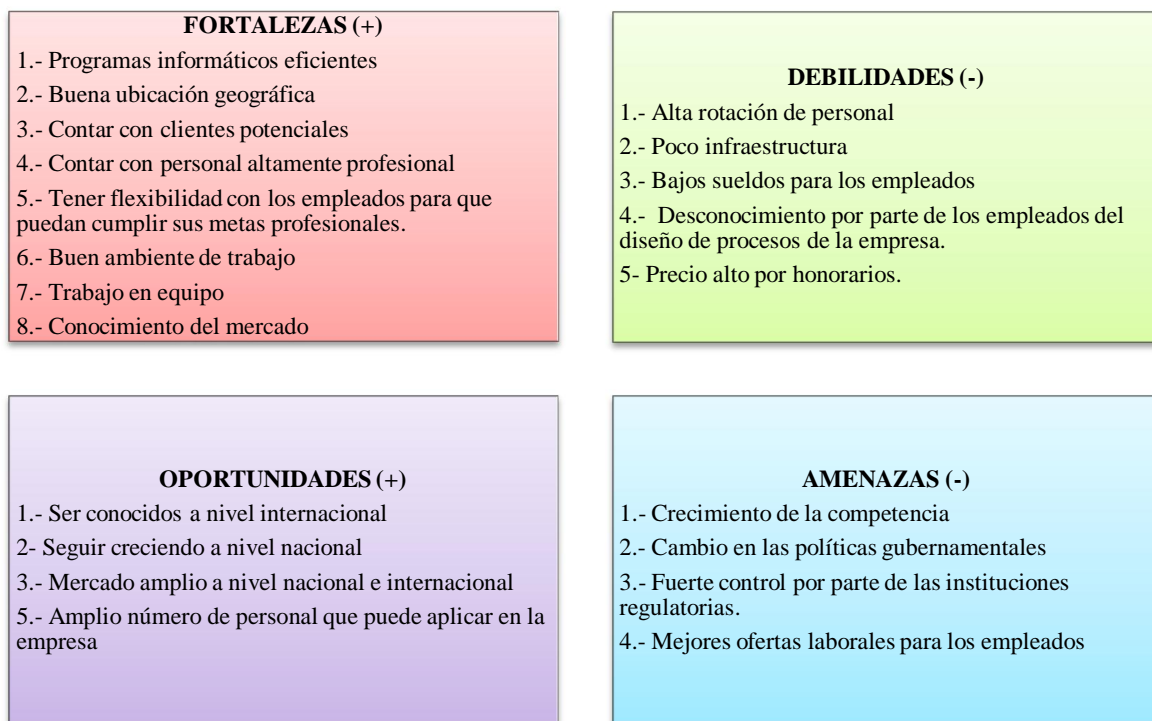 FORTALEZAS (+)
1.- Programas informáticos eficientes
2.- Buena ubicación geográfica
3.- Contar con clientes potenciales
4.- Contar con personal altamente profesional
5.- Tener flexibilidad con los empleados para que
puedan cumplir sus metas profesionales.
6.- Buen ambiente de trabajo
7.- Trabajo en equipo
8.- Conocimiento del mercado
DEBILIDADES (-)
1.- Alta rotación de personal
2.- Poco infraestructura
3.- Bajos sueldos para los empleados
4.- Desconocimiento por parte de los empleados del
diseño de procesos de la empresa.
5- Precio alto por honorarios.
OPORTUNIDADES (+)
1.- Ser conocidos a nivel internacional
2- Seguir creciendo a nivel nacional
3.- Mercado amplio a nivel nacional e internacional
5.- Amplio número de personal que puede aplicar en la
empresa
AMENAZAS (-)
1.- Crecimiento de la competencia
2.- Cambio en las políticas gubernamentales
3.- Fuerte control por parte de las instituciones
regulatorias.
4.- Mejores ofertas laborales para los empleados